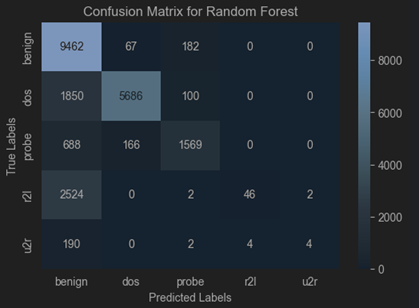 Confusion Matrix for Random Forest
True Labels
benign 9462 67 182 0 0
dos 1850 5686 100 0 0
probe 688 166 1569 0 0
r2l 2524 0 2 46 2
u2r 190 0 2 4 4
benign dos probe r2l u2r
Predicted Labels
8000
6000
4000
2000
0